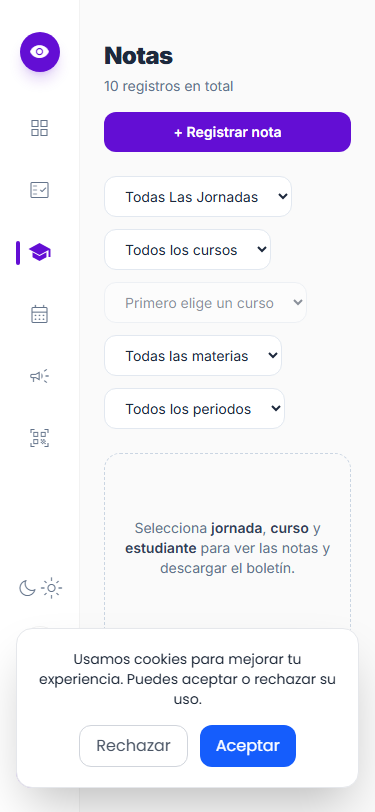 Notas
10 registros en total
+ Registrar nota
Todas Las Jornadas
Todos los cursos
Primero elige un curso
Todas las materias
Todos los periodos
Selecciona jornada, curso y
estudiante para ver las notas y
descargar el boletín.
Usamos cookies para mejorar tu
experiencia. Puedes aceptar o rechazar su
uso.
Rechazar
Aceptar